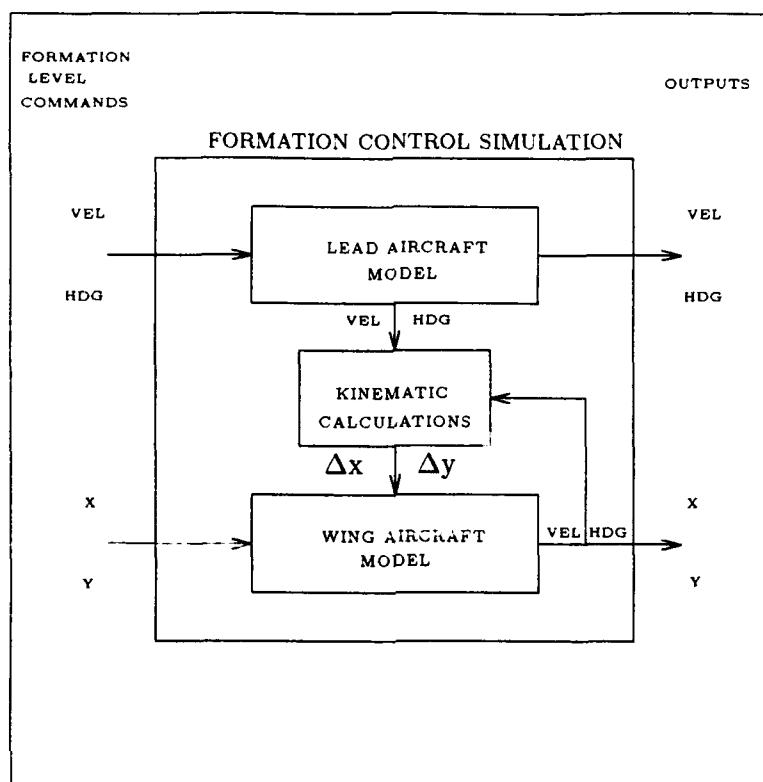 FORMATION
LEVEL
COMMANDS
OUTPUTS
FORMATION CONTROL SIMULATION
VEL
HDG
LEAD AIRCRAFT
MODEL
VEL
HDG
VEL HDG
KINEMATIC
CALCULATIONS
Δx Δy
X
Y
WING AIRCRAFT
MODEL
VEL HDG
X
Y